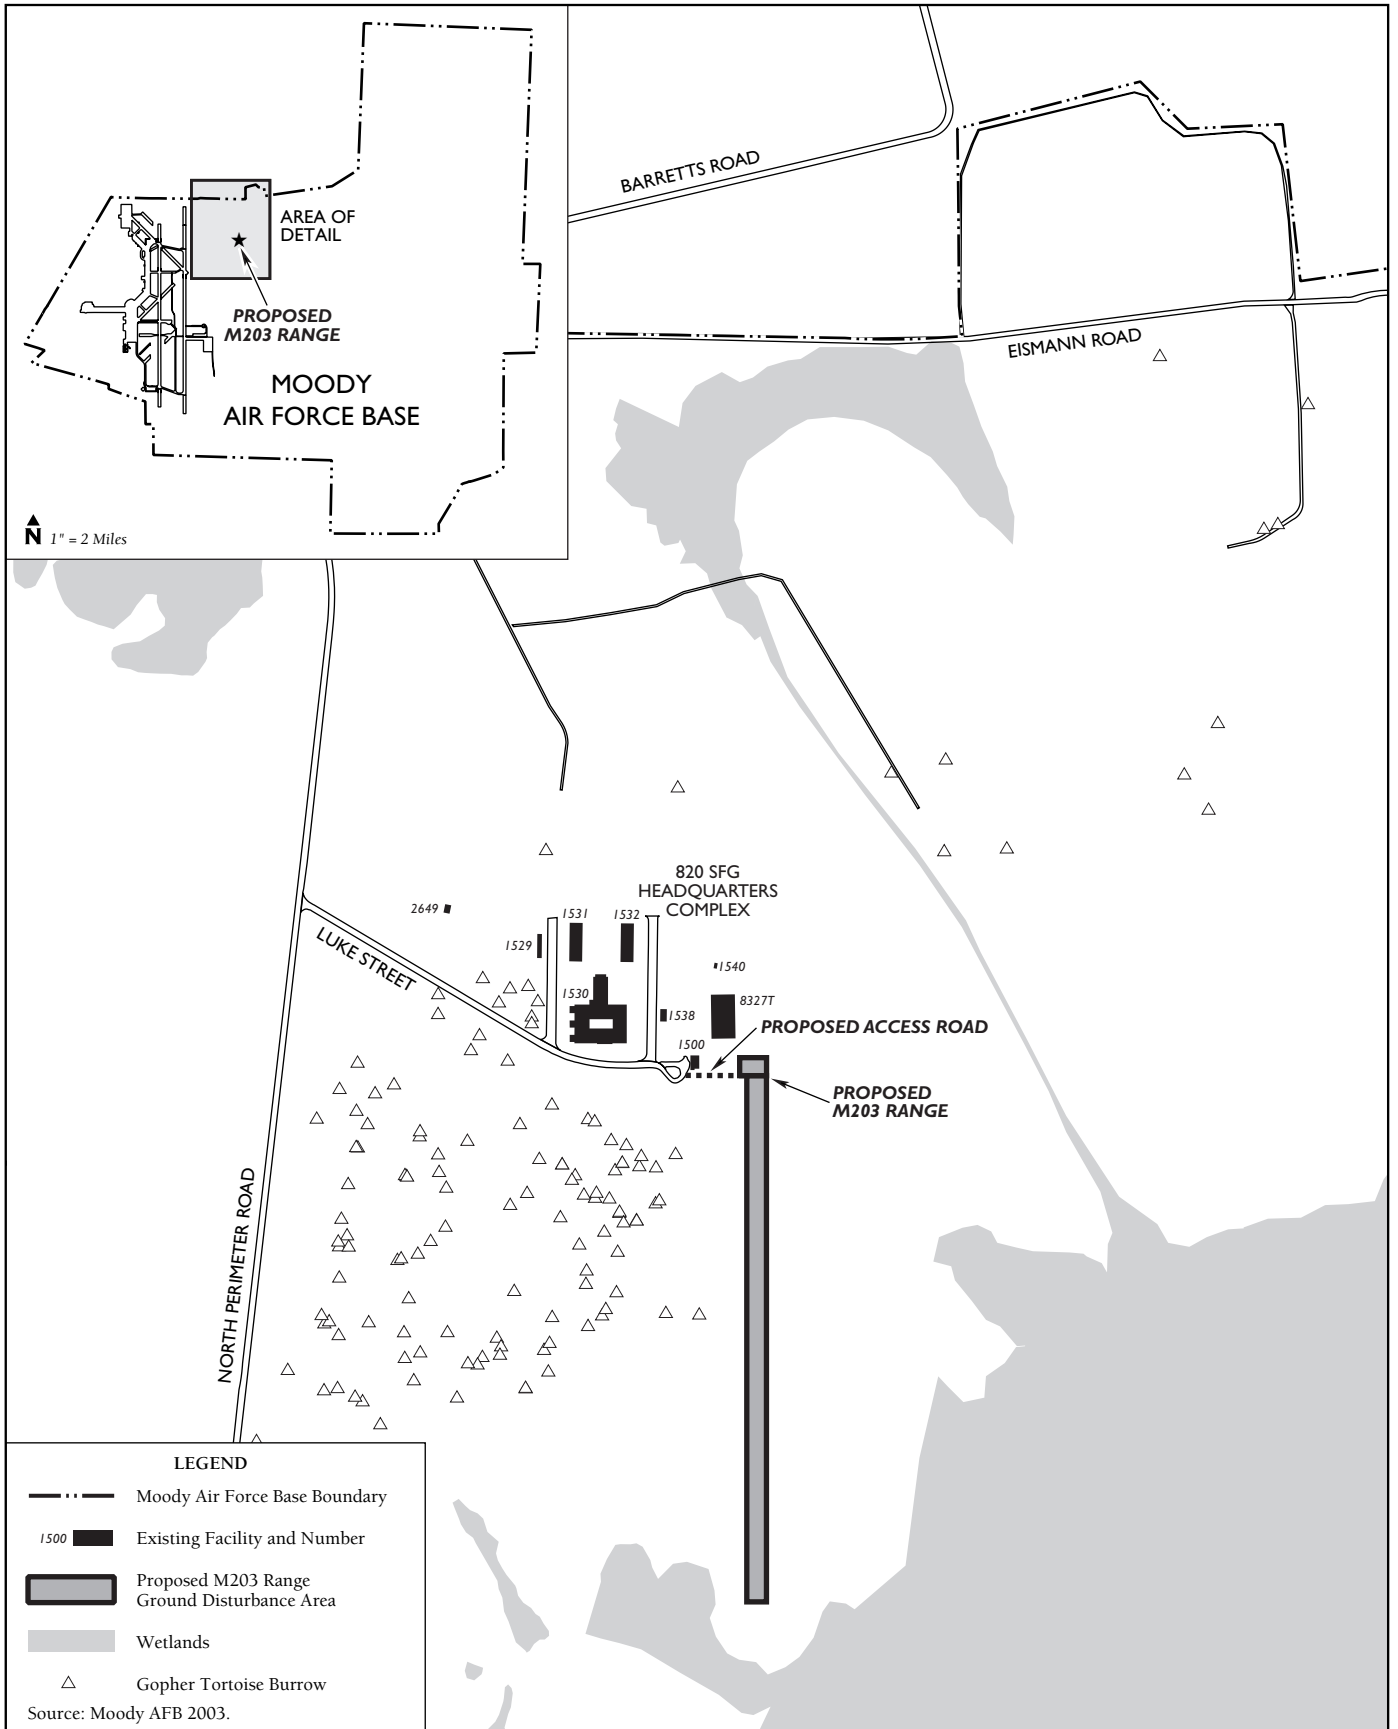 AREA OF
DETAIL
PROPOSED
M203 RANGE
MOODY
AIR FORCE BASE
N 1" = 2 Miles
BARRETTS ROAD
EISMANN ROAD
820 SFG
HEADQUARTERS
COMPLEX
2649
1531
1532
1529
LUKE STREET
1540
1530
8327T
1538
PROPOSED ACCESS ROAD
1500
PROPOSED
M203 RANGE
NORTH PERIMETER ROAD
LEGEND
Moody Air Force Base Boundary
1500 Existing Facility and Number
Proposed M203 Range
Ground Disturbance Area
Wetlands
Gopher Tortoise Burrow
Source: Moody AFB 2003.